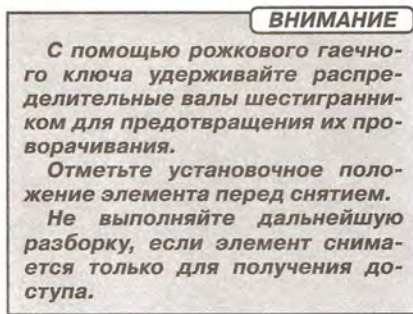 ВНИМАНИЕ
С помощью рожкового гаечно-
го ключа удерживайте распре-
делительные валы шестигранни-
ком для предотвращения их про-
ворачивания.
Отметьте установочное поло-
жение элемента перед снятием.
Не выполняйте дальнейшую
разборку, если элемент снима-
ется только для получения до-
ступа.